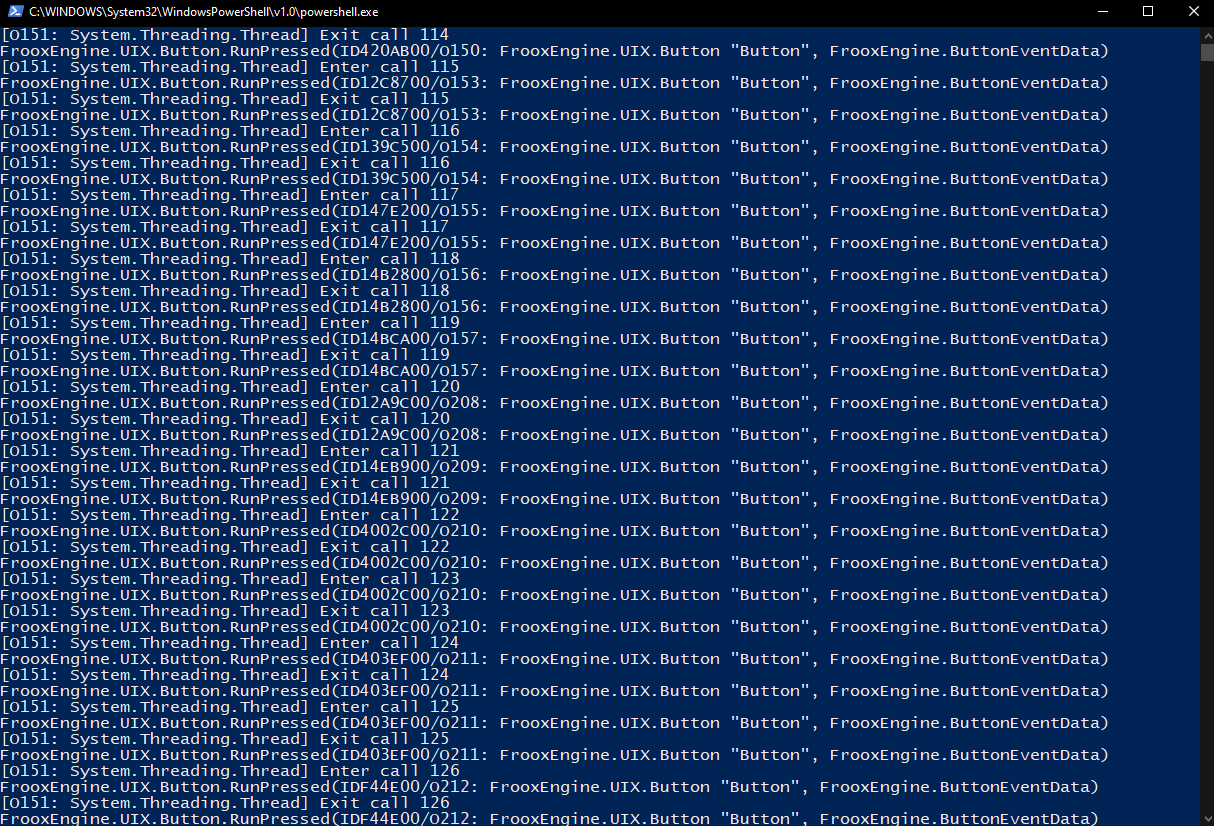 C:\WINDOWS\System32\WindowsPowerShell\v1.0\powershell.exe
[O151: System.Threading.Thread] Exit call 114
FrooxEngine.UIX.Button.RunPressed(ID420AB00/O150: FrooxEngine.UIX.Button "Button", FrooxEngine.ButtonEventData)
[O151: System.Threading.Thread] Enter call 115
FrooxEngine.UIX.Button.RunPressed(ID12C8700/O153: FrooxEngine.UIX.Button "Button", FrooxEngine.ButtonEventData)
[O151: System.Threading.Thread] Exit call 115
FrooxEngine.UIX.Button.RunPressed(ID12C8700/O153: FrooxEngine.UIX.Button "Button", FrooxEngine.ButtonEventData)
[O151: System.Threading.Thread] Enter call 116
FrooxEngine.UIX.Button.RunPressed(ID139C500/O154: FrooxEngine.UIX.Button "Button", FrooxEngine.ButtonEventData)
[O151: System.Threading.Thread] Exit call 116
FrooxEngine.UIX.Button.RunPressed(ID139C500/O154: FrooxEngine.UIX.Button "Button", FrooxEngine.ButtonEventData)
[O151: System.Threading.Thread] Enter call 117
FrooxEngine.UIX.Button.RunPressed(ID147E200/O155: FrooxEngine.UIX.Button "Button", FrooxEngine.ButtonEventData)
[O151: System.Threading.Thread] Exit call 117
FrooxEngine.UIX.Button.RunPressed(ID147E200/O155: FrooxEngine.UIX.Button "Button", FrooxEngine.ButtonEventData)
[O151: System.Threading.Thread] Enter call 118
FrooxEngine.UIX.Button.RunPressed(ID14B2800/O156: FrooxEngine.UIX.Button "Button", FrooxEngine.ButtonEventData)
[O151: System.Threading.Thread] Exit call 118
FrooxEngine.UIX.Button.RunPressed(ID14B2800/O156: FrooxEngine.UIX.Button "Button", FrooxEngine.ButtonEventData)
[O151: System.Threading.Thread] Enter call 119
FrooxEngine.UIX.Button.RunPressed(ID14BCA00/O157: FrooxEngine.UIX.Button "Button", FrooxEngine.ButtonEventData)
[O151: System.Threading.Thread] Exit call 119
FrooxEngine.UIX.Button.RunPressed(ID14BCA00/O157: FrooxEngine.UIX.Button "Button", FrooxEngine.ButtonEventData)
[O151: System.Threading.Thread] Enter call 120
FrooxEngine.UIX.Button.RunPressed(ID12A9C00/O208: FrooxEngine.UIX.Button "Button", FrooxEngine.ButtonEventData)
[O151: System.Threading.Thread] Exit call 120
FrooxEngine.UIX.Button.RunPressed(ID12A9C00/O208: FrooxEngine.UIX.Button "Button", FrooxEngine.ButtonEventData)
[O151: System.Threading.Thread] Enter call 121
FrooxEngine.UIX.Button.RunPressed(ID14EB900/O209: FrooxEngine.UIX.Button "Button", FrooxEngine.ButtonEventData)
[O151: System.Threading.Thread] Exit call 121
FrooxEngine.UIX.Button.RunPressed(ID14EB900/O209: FrooxEngine.UIX.Button "Button", FrooxEngine.ButtonEventData)
[O151: System.Threading.Thread] Enter call 122
FrooxEngine.UIX.Button.RunPressed(ID4002C00/O210: FrooxEngine.UIX.Button "Button", FrooxEngine.ButtonEventData)
[O151: System.Threading.Thread] Exit call 122
FrooxEngine.UIX.Button.RunPressed(ID4002C00/O210: FrooxEngine.UIX.Button "Button", FrooxEngine.ButtonEventData)
[O151: System.Threading.Thread] Enter call 123
FrooxEngine.UIX.Button.RunPressed(ID4002C00/O210: FrooxEngine.UIX.Button "Button", FrooxEngine.ButtonEventData)
[O151: System.Threading.Thread] Exit call 123
FrooxEngine.UIX.Button.RunPressed(ID4002C00/O210: FrooxEngine.UIX.Button "Button", FrooxEngine.ButtonEventData)
[O151: System.Threading.Thread] Enter call 124
FrooxEngine.UIX.Button.RunPressed(ID403EF00/O211: FrooxEngine.UIX.Button "Button", FrooxEngine.ButtonEventData)
[O151: System.Threading.Thread] Exit call 124
FrooxEngine.UIX.Button.RunPressed(ID403EF00/O211: FrooxEngine.UIX.Button "Button", FrooxEngine.ButtonEventData)
[O151: System.Threading.Thread] Enter call 125
FrooxEngine.UIX.Button.RunPressed(ID403EF00/O211: FrooxEngine.UIX.Button "Button", FrooxEngine.ButtonEventData)
[O151: System.Threading.Thread] Exit call 125
FrooxEngine.UIX.Button.RunPressed(ID403EF00/O211: FrooxEngine.UIX.Button "Button", FrooxEngine.ButtonEventData)
[O151: System.Threading.Thread] Enter call 126
FrooxEngine.UIX.Button.RunPressed(IDF44E00/O212: FrooxEngine.UIX.Button "Button", FrooxEngine.ButtonEventData)
[O151: System.Threading.Thread] Exit call 126
FrooxEngine.UIX.Button.RunPressed(IDF44E00/O212: FrooxEngine.UIX.Button "Button", FrooxEngine.ButtonEventData)